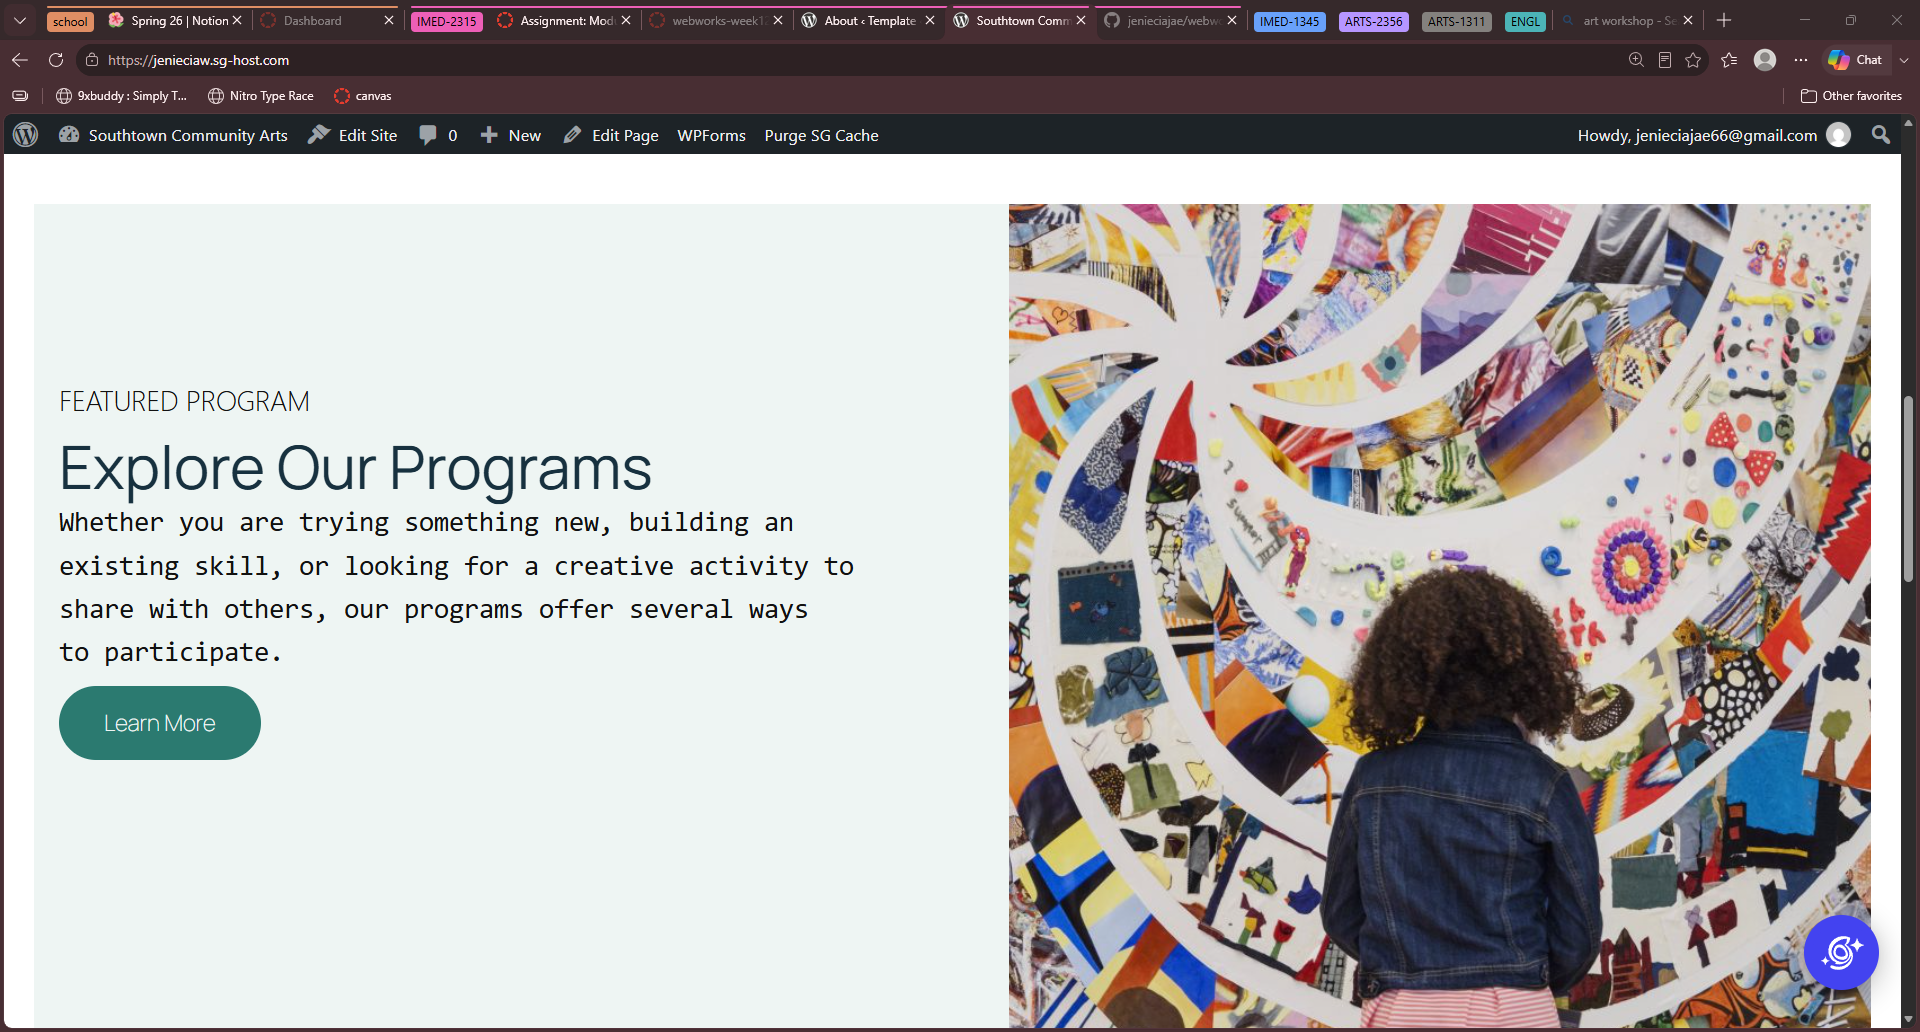 school
Spring 26 | Notion
Dashboard
IMED-2315
Assignment: Mod
webworks-week1
About ‹ Template
Southtown Comm
jenieciajae/webw
IMED-1345
ARTS-2356
ARTS-1311
ENGL
art workshop - Se
https://jenieciaw.sg-host.com
Chat
9xbuddy : Simply T...
Nitro Type Race
canvas
Other favorites
Southtown Community Arts
Edit Site
0
New
Edit Page
WPForms
Purge SG Cache
Howdy, jenieciajae66@gmail.com
FEATURED PROGRAM
Explore Our Programs
Whether you are trying something new, building an
existing skill, or looking for a creative activity to
share with others, our programs offer several ways
to participate.
Learn More